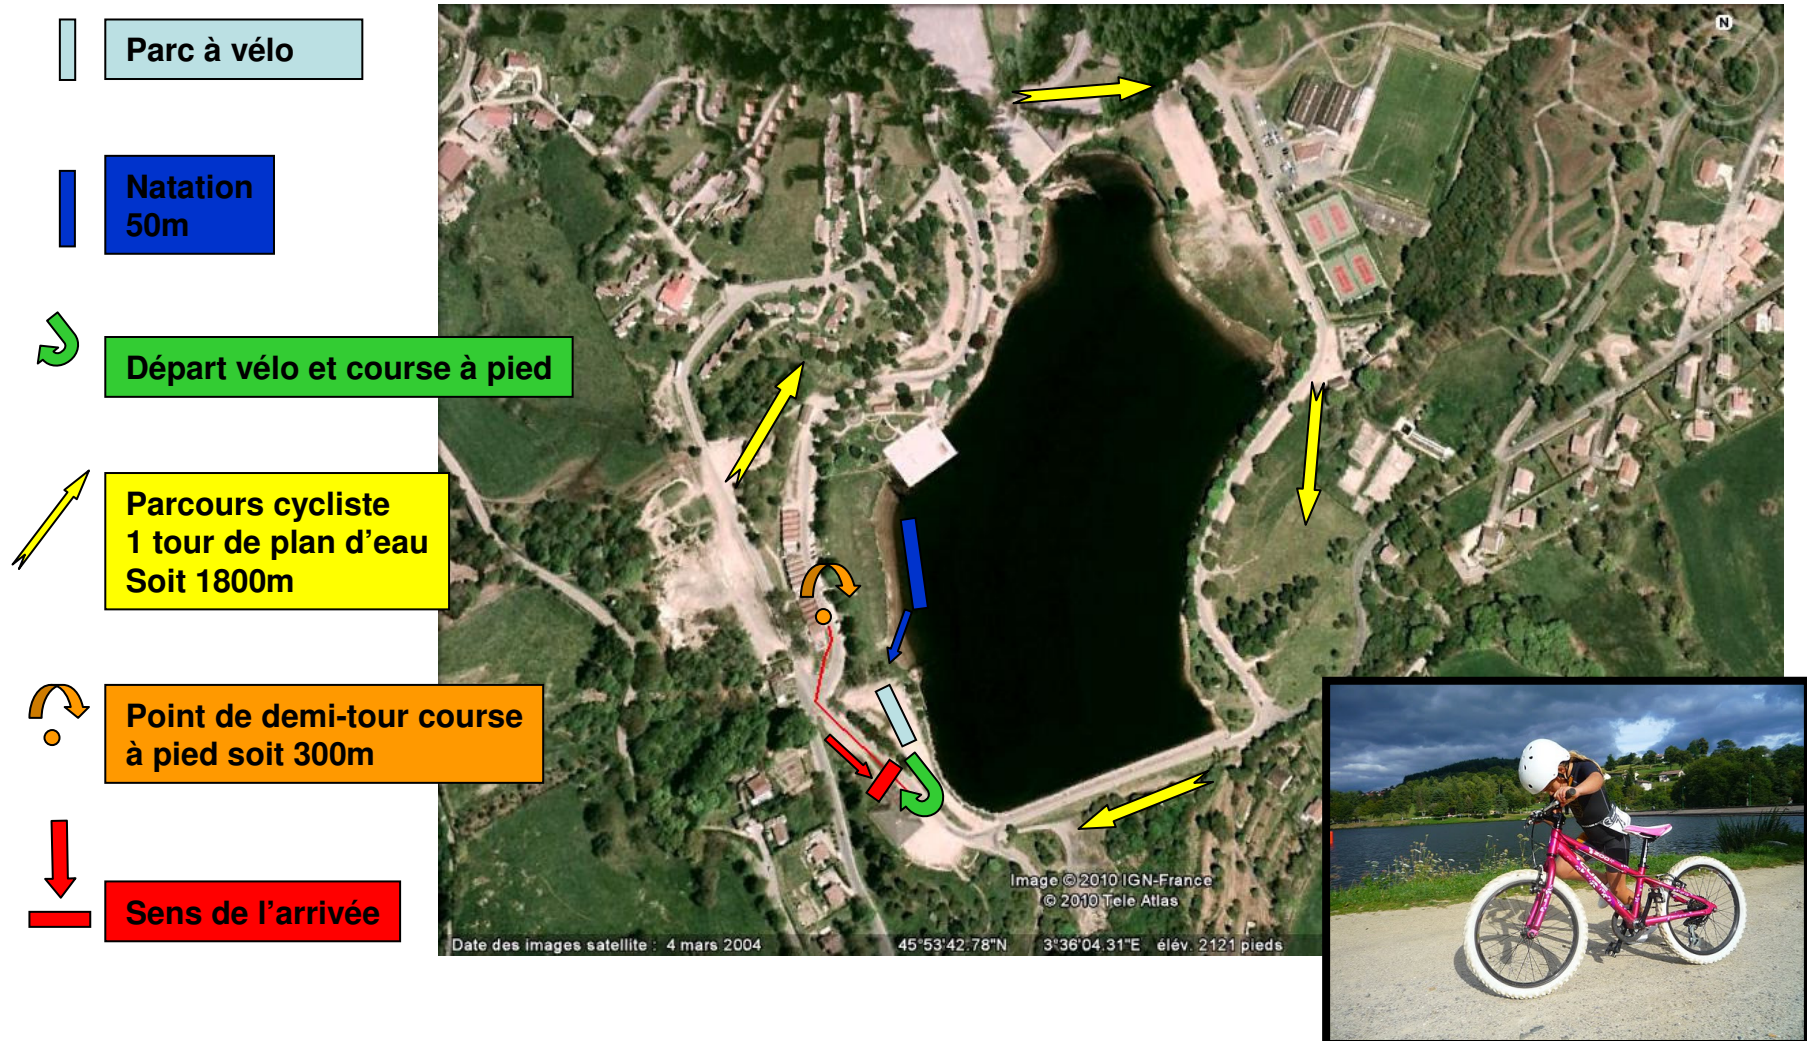 Parc à vélo
Natation
50m
Départ vélo et course à pied
Parcours cycliste
1 tour de plan d'eau
Soit 1800m
Point de demi-tour course
à pied soit 300m
Sens de l'arrivée
N
Image © 2010 IGN-France
© 2010 Tele Atlas
Date des images satellite : 4 mars 2004 45°53'42.78"N 3°36'04.31"E élév. 2121 pieds